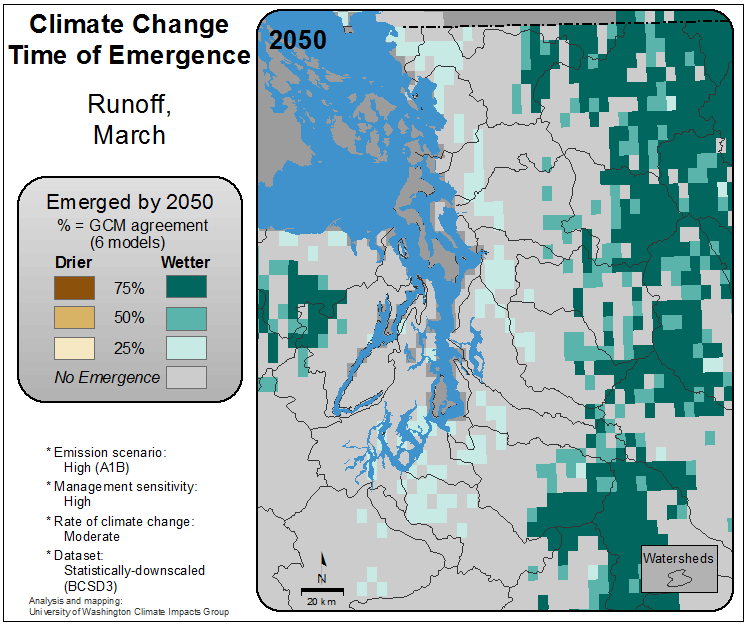 Climate Change
Time of Emergence
Runoff,
March
Emerged by 2050
% = GCM agreement
(6 models)
Drier Wetter
75%
50%
25%
No Emergence
* Emission scenario:
High (A1B)
* Management sensitivity:
High
* Rate of climate change:
Moderate
* Dataset:
Statistically-downscaled
(BCSD3)
Analysis and mapping:
University of Washington Climate Impacts Group
2050
N
20 km
Watersheds